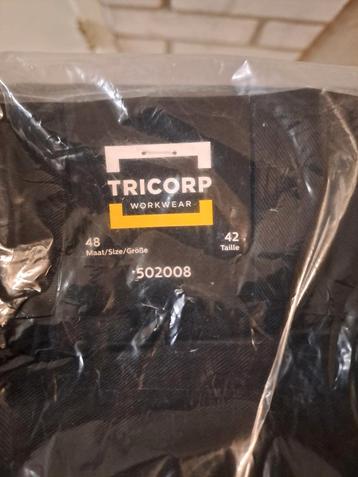 TRICORP
WORKWEAR
48 42
Maat/Size/Größe Taille
502008